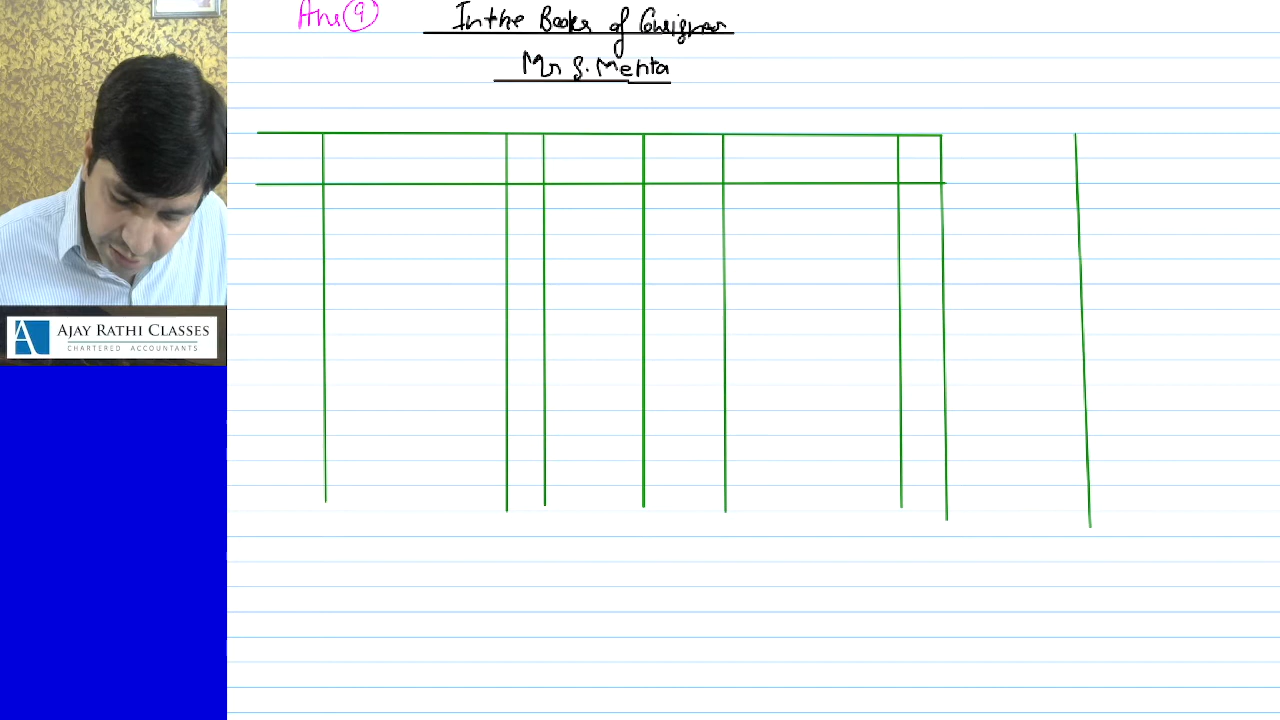 Ans 9
In the Books of Consignor
Mr S. Mehta
AJAY RATHI CLASSES
CHARTERED ACCOUNTANTS